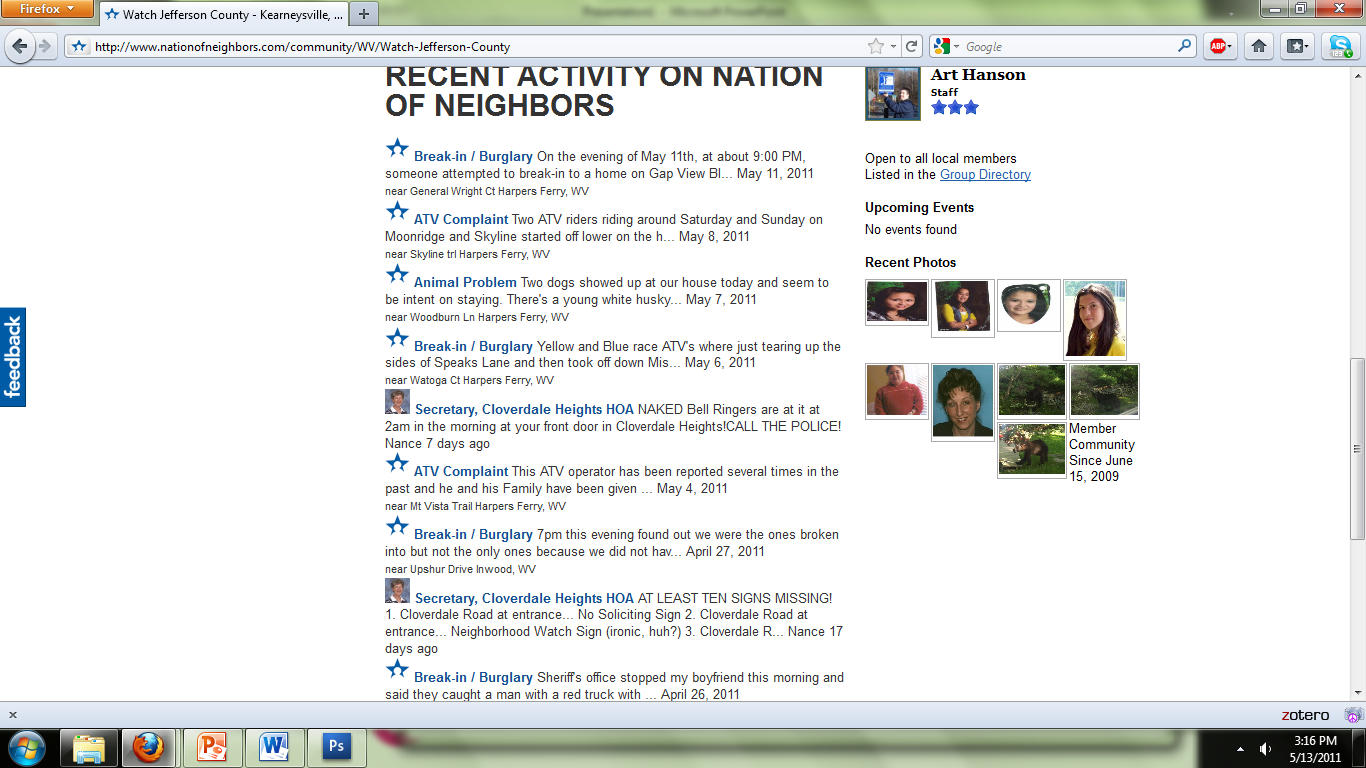 Presentation1 - Microsoft PowerPoint
Firefox
Watch Jefferson County - Kearneysville, ...
http://www.nationofneighbors.com/community/WV/Watch-Jefferson-County
Google
ABP
RECENT ACTIVITY ON NATION
OF NEIGHBORS
Break-in / Burglary On the evening of May 11th, at about 9:00 PM,
someone attempted to break-in to a home on Gap View Bl... May 11, 2011
near General Wright Ct Harpers Ferry, WV
ATV Complaint Two ATV riders riding around Saturday and Sunday on
Moonridge and Skyline started off lower on the h... May 8, 2011
near Skyline trl Harpers Ferry, WV
Animal Problem Two dogs showed up at our house today and seem to
be intent on staying. There's a young white husky... May 7, 2011
near Woodburn Ln Harpers Ferry, WV
Break-in / Burglary Yellow and Blue race ATV's where just tearing up the
sides of Speaks Lane and then took off down Mis... May 6, 2011
near Watoga Ct Harpers Ferry, WV
Secretary, Cloverdale Heights HOA NAKED Bell Ringers are at it at
2am in the morning at your front door in Cloverdale Heights!CALL THE POLICE!
Nance 7 days ago
ATV Complaint This ATV operator has been reported several times in the
past and he and his Family have been given ... May 4, 2011
near Mt Vista Trail Harpers Ferry, WV
Break-in / Burglary 7pm this evening found out we were the ones broken
into but not the only ones because we did not hav... April 27, 2011
near Upshur Drive Inwood, WV
Secretary, Cloverdale Heights HOA AT LEAST TEN SIGNS MISSING!
1. Cloverdale Road at entrance... No Soliciting Sign 2. Cloverdale Road at
entrance... Neighborhood Watch Sign (ironic, huh?) 3. Cloverdale R... Nance 17
days ago
Break-in / Burglary Sheriff's office stopped my boyfriend this morning and
said they caught a man with a red truck with ... April 26, 2011
Art Hanson
Staff
Open to all local members
Listed in the Group Directory
Upcoming Events
No events found
Recent Photos
Member
Community
Since June
15, 2009
feedback
x
zotero
Ps
3:16 PM
5/13/2011